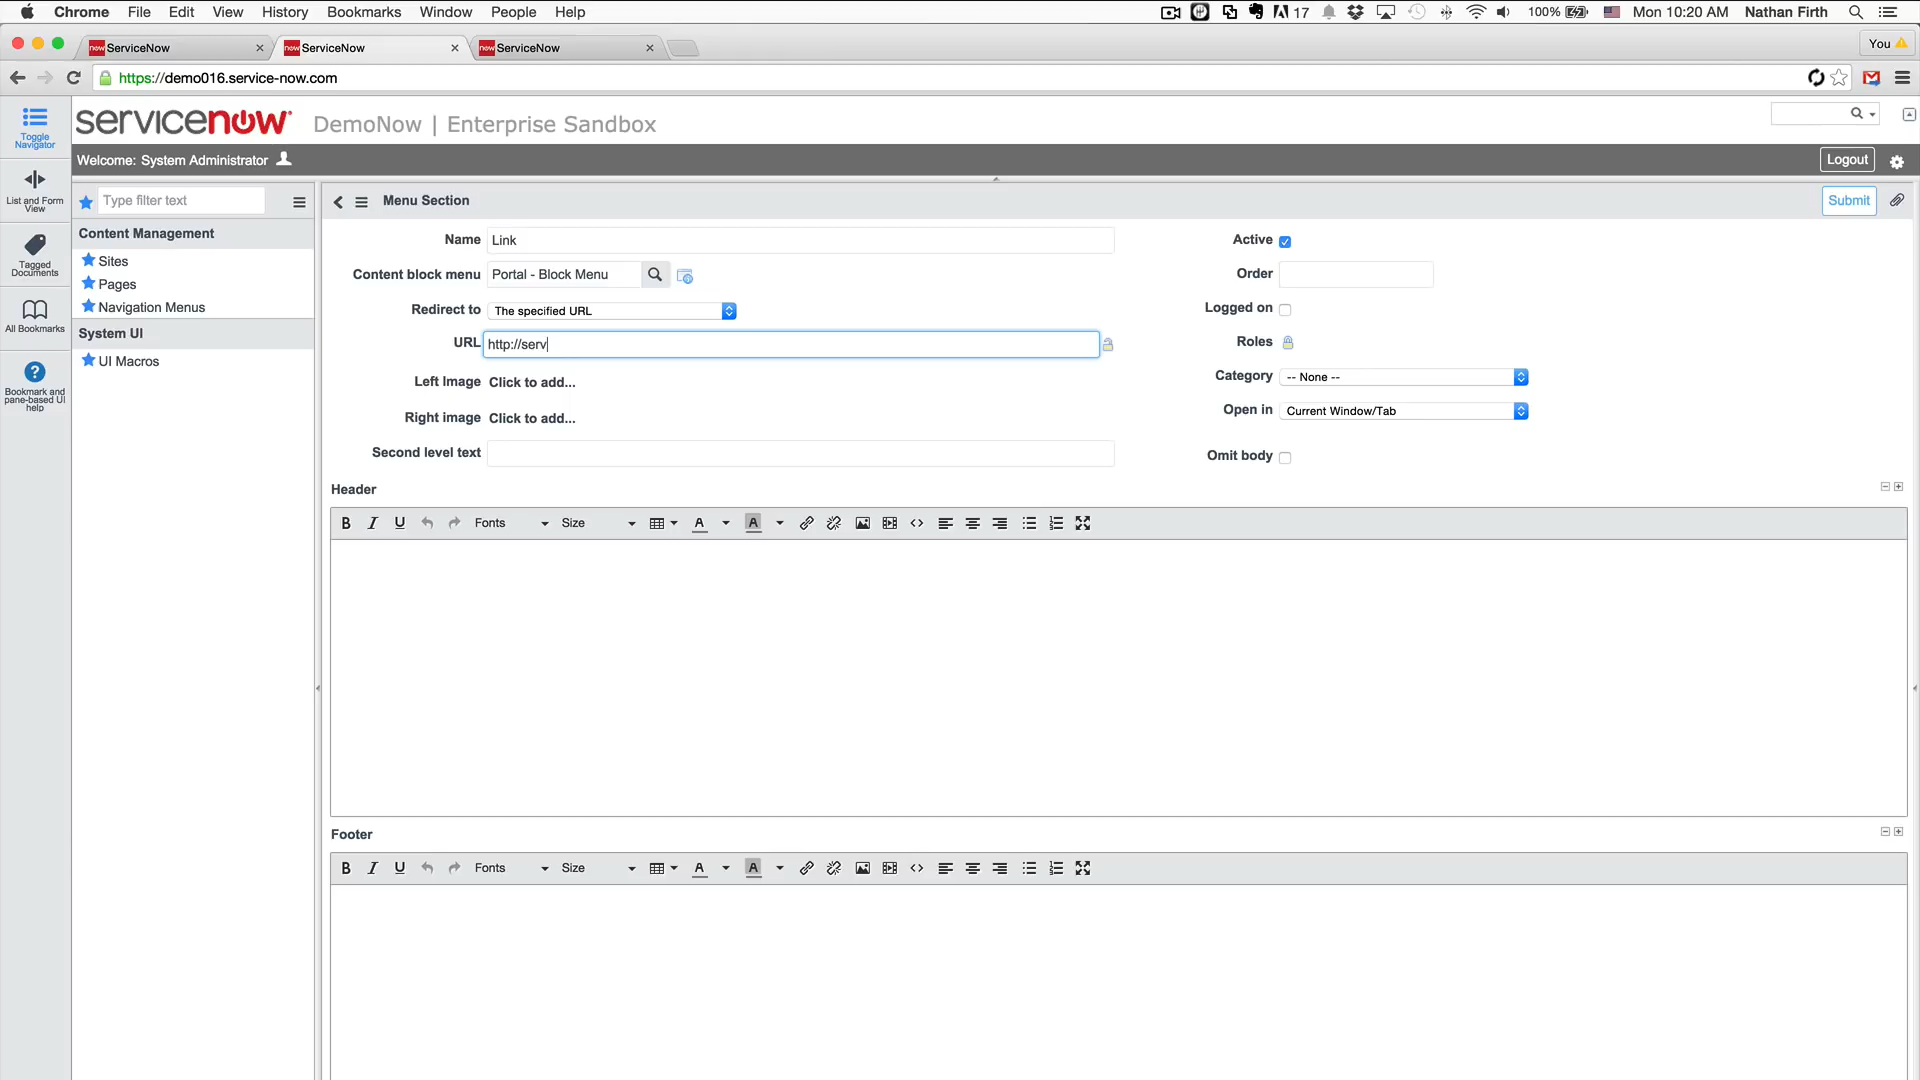 Chrome File Edit View History Bookmarks Window People Help 17 100% Mon 10:20 AM Nathan Firth
now ServiceNow × now ServiceNow × now ServiceNow × You
https://demo016.service-now.com
Toggle Navigator
servicenow DemoNow | Enterprise Sandbox
Welcome: System Administrator Logout
List and Form View
Type filter text
Menu Section Submit
Content Management
Sites
Pages
Navigation Menus
System UI
UI Macros
Tagged Documents
All Bookmarks
Bookmark and pane-based UI help
Name Link Active
Content block menu Portal - Block Menu Order
Redirect to The specified URL Logged on
URL http://serv Roles
Left Image Click to add... Category -- None --
Right image Click to add... Open in Current Window/Tab
Second level text Omit body
Header
B I U Fonts Size A A
Footer
B I U Fonts Size A A